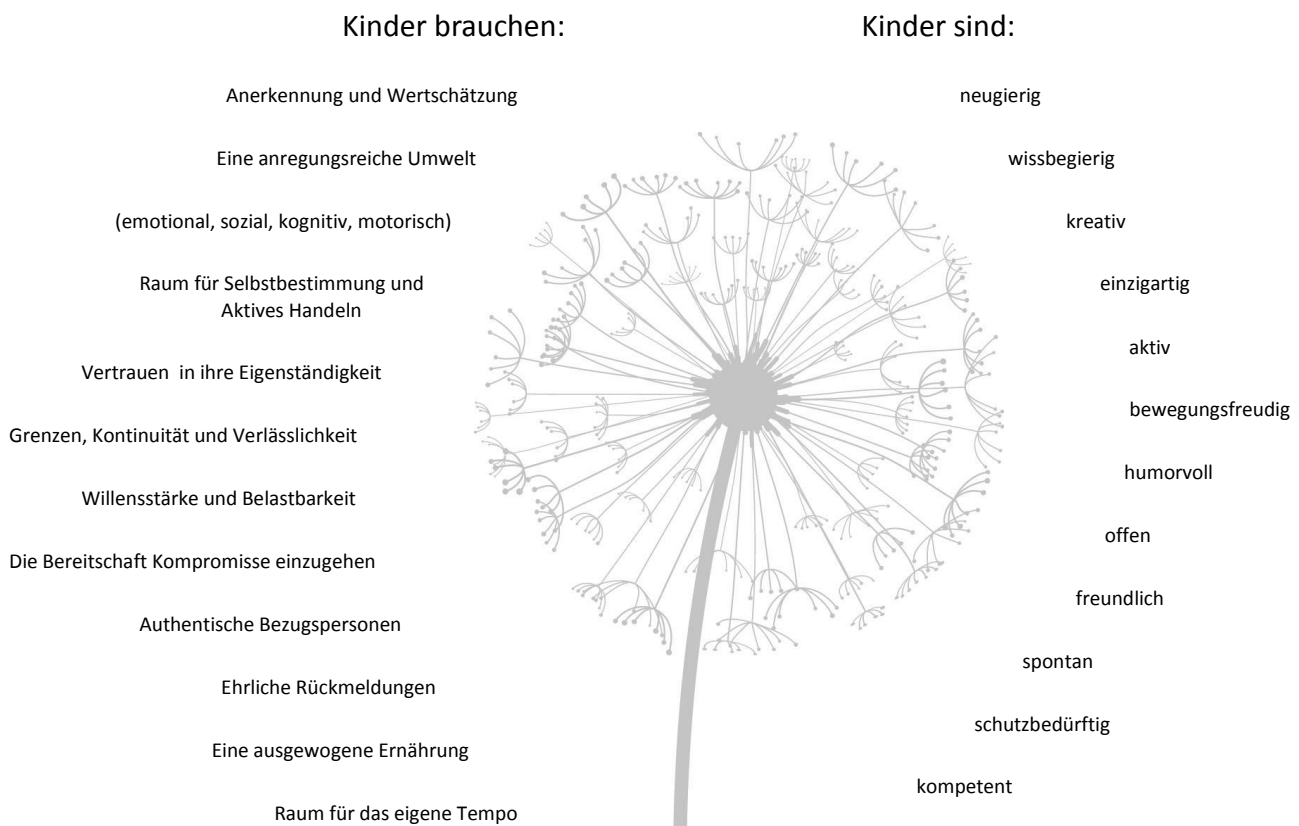 Kinder brauchen:
Anerkennung und Wertschätzung
Eine anregungsreiche Umwelt
(emotional, sozial, kognitiv, motorisch)
Raum für Selbstbestimmung und
Aktives Handeln
Vertrauen in ihre Eigenständigkeit
Grenzen, Kontinuität und Verlässlichkeit
Willensstärke und Belastbarkeit
Die Bereitschaft Kompromisse einzugehen
Authentische Bezugspersonen
Ehrliche Rückmeldungen
Eine ausgewogene Ernährung
Raum für das eigene Tempo
Kinder sind:
neugierig
wissbegierig
kreativ
einzigartig
aktiv
bewegungsfreudig
humorvoll
offen
freundlich
spontan
schutzbedürftig
kompetent